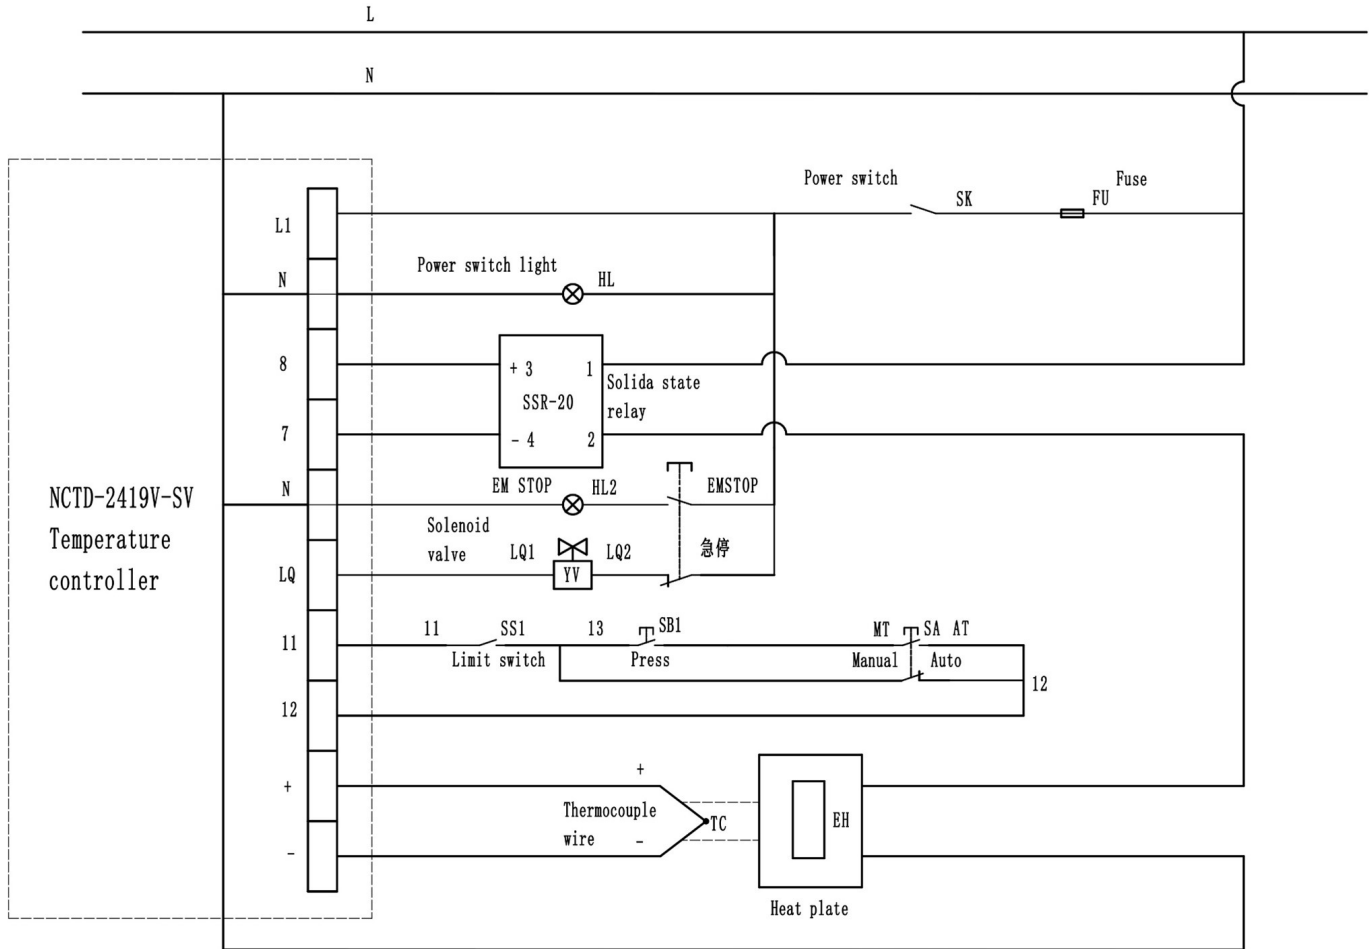 L
N
Power switch
SK
Fuse
FU
L1
Power switch light
N
HL
8
+ 3
1
Solida state
relay
SSR-20
7
- 4
2
NCTD-2419V-SV
Temperature
controller
N
EM STOP
HL2
EMSTOP
Solenoid
valve
LQ1
LQ2
急停
LQ
YV
11
11
SS1
13
SB1
MT
SA
AT
Limit switch
Press
Manual
Auto
12
12
+
+
Thermocouple
wire
TC
EH
-
-
Heat plate